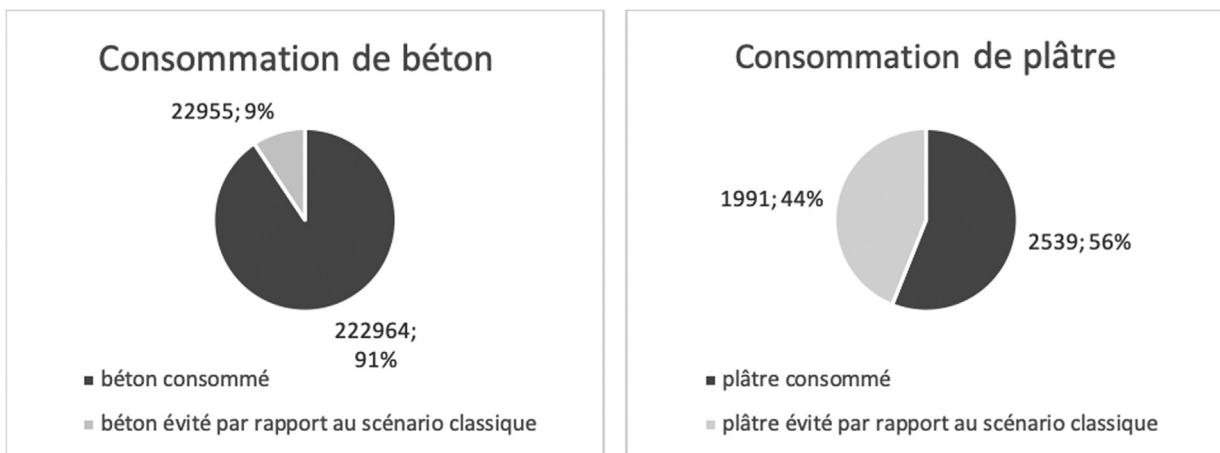 Consommation de béton
22955; 9%
222964;
91%
béton consommé
béton évité par rapport au scénario classique
Consommation de plâtre
1991; 44%
2539; 56%
plâtre consommé
plâtre évité par rapport au scénario classique